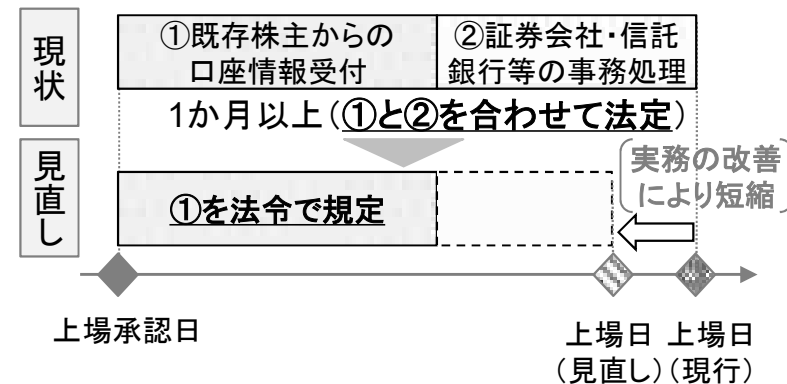 現状
①既存株主からの
口座情報受付
②証券会社・信託
銀行等の事務処理
1か月以上（①と②を合わせて法定）
見直し
①を法令で規定
実務の改善
により短縮
上場承認日
上場日
（見直し）
上場日
（現行）